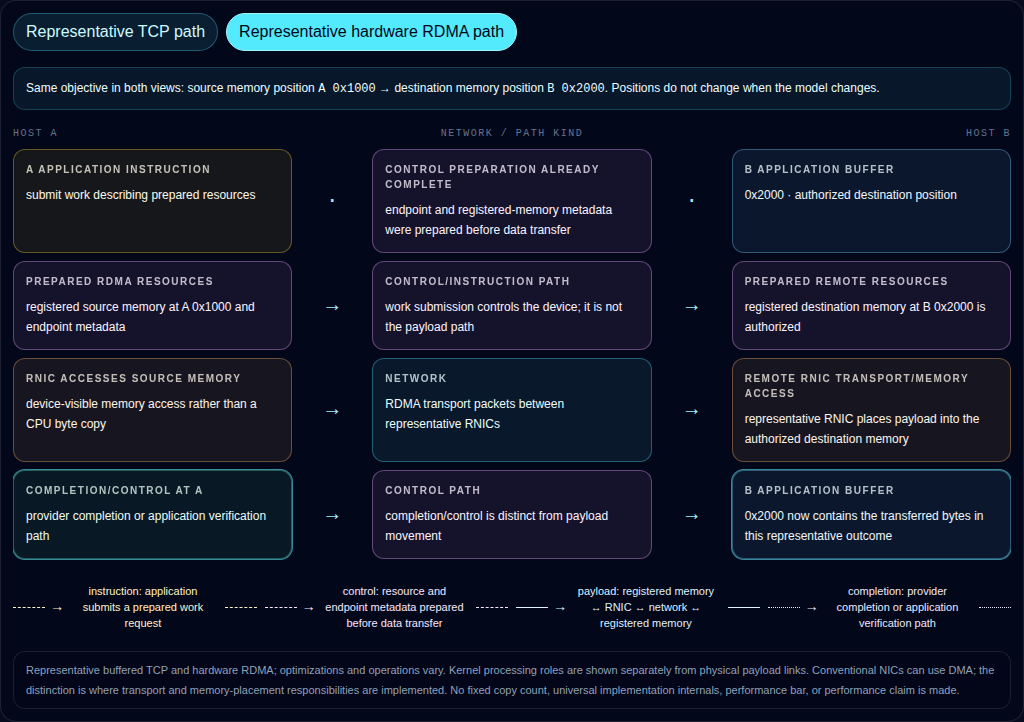 Representative TCP path
Representative hardware RDMA path
Same objective in both views: source memory position A 0x1000 → destination memory position B 0x2000. Positions do not change when the model changes.
HOST A
NETWORK / PATH KIND
HOST B
A APPLICATION INSTRUCTION
submit work describing prepared resources
·
CONTROL PREPARATION ALREADY
COMPLETE
endpoint and registered-memory metadata
were prepared before data transfer
·
B APPLICATION BUFFER
0x2000 · authorized destination position
PREPARED RDMA RESOURCES
registered source memory at A 0x1000 and
endpoint metadata
→
CONTROL/INSTRUCTION PATH
work submission controls the device; it is not
the payload path
→
PREPARED REMOTE RESOURCES
registered destination memory at B 0x2000 is
authorized
RNIC ACCESSES SOURCE MEMORY
device-visible memory access rather than a
CPU byte copy
→
NETWORK
RDMA transport packets between
representative RNICs
→
REMOTE RNIC TRANSPORT/MEMORY
ACCESS
representative RNIC places payload into the
authorized destination memory
COMPLETION/CONTROL AT A
provider completion or application verification
path
→
CONTROL PATH
completion/control is distinct from payload
movement
→
B APPLICATION BUFFER
0x2000 now contains the transferred bytes in
this representative outcome
→
instruction: application
submits a prepared work
request
→
control: resource and
endpoint metadata prepared
before data transfer
→
payload: registered memory
↔ RNIC ↔ network ↔
registered memory
→
completion: provider
completion or application
verification path
Representative buffered TCP and hardware RDMA; optimizations and operations vary. Kernel processing roles are shown separately from physical payload links. Conventional NICs can use DMA; the
distinction is where transport and memory-placement responsibilities are implemented. No fixed copy count, universal implementation internals, performance bar, or performance claim is made.